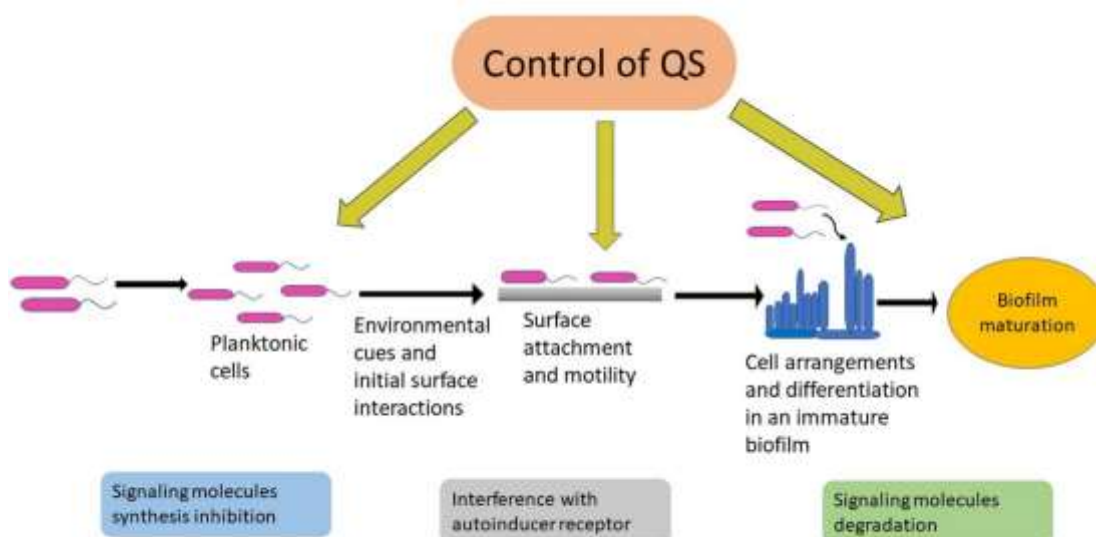 Control of QS
Planktonic
cells
Environmental
cues and
initial surface
interactions
Surface
attachment
and motility
Cell arrangements
and differentiation
in an immature
biofilm
Biofilm
maturation
Signaling molecules
synthesis inhibition
Interference with
autoinducer receptor
Signaling molecules
degradation